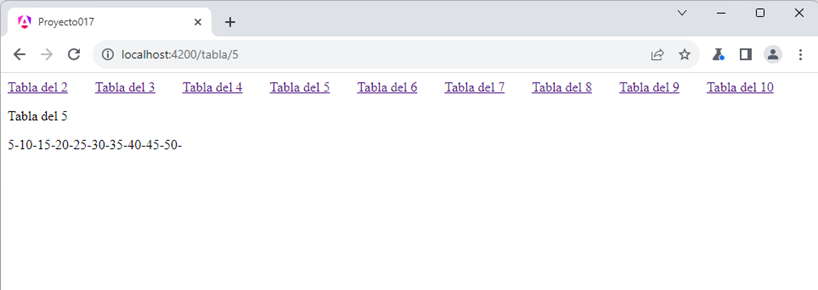 Proyecto017
localhost:4200/tabla/5
Tabla del 2 Tabla del 3 Tabla del 4 Tabla del 5 Tabla del 6 Tabla del 7 Tabla del 8 Tabla del 9 Tabla del 10
Tabla del 5
5-10-15-20-25-30-35-40-45-50-